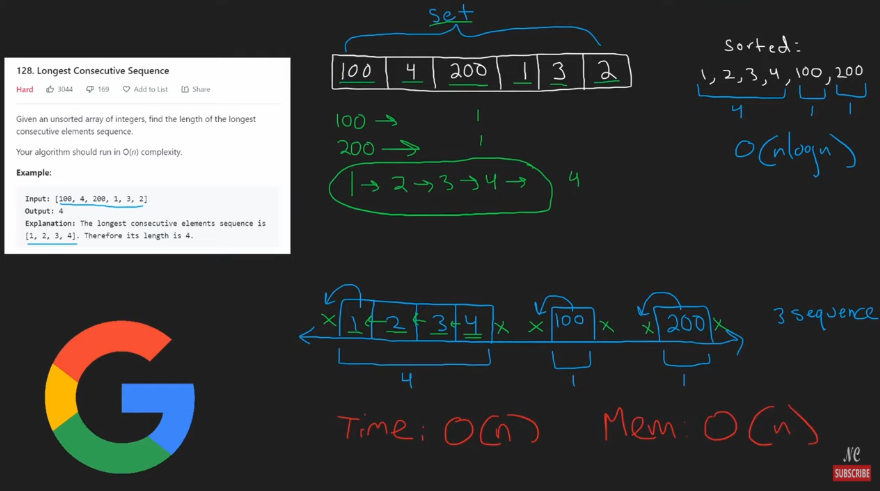 set
100 4 200 1 3 2
sorted:
1, 2, 3, 4, 100, 200
4 1 1
O(nlogn)
128. Longest Consecutive Sequence
Hard 3044 169 Add to List Share
Given an unsorted array of integers, find the length of the longest
consecutive elements sequence.
Your algorithm should run in O(n) complexity.
Example:
Input: [100, 4, 200, 1, 3, 2]
Output: 4
Explanation: The longest consecutive elements sequence is
[1, 2, 3, 4]. Therefore its length is 4.
100 → 1
200 → 1
1 → 2 → 3 → 4 → 4
x 1 ← 2 ← 3 ← 4 x x 100 x x 200 x
4 1 1
3 sequence
Time: O(n) Mem: O(n)
NC
SUBSCRIBE